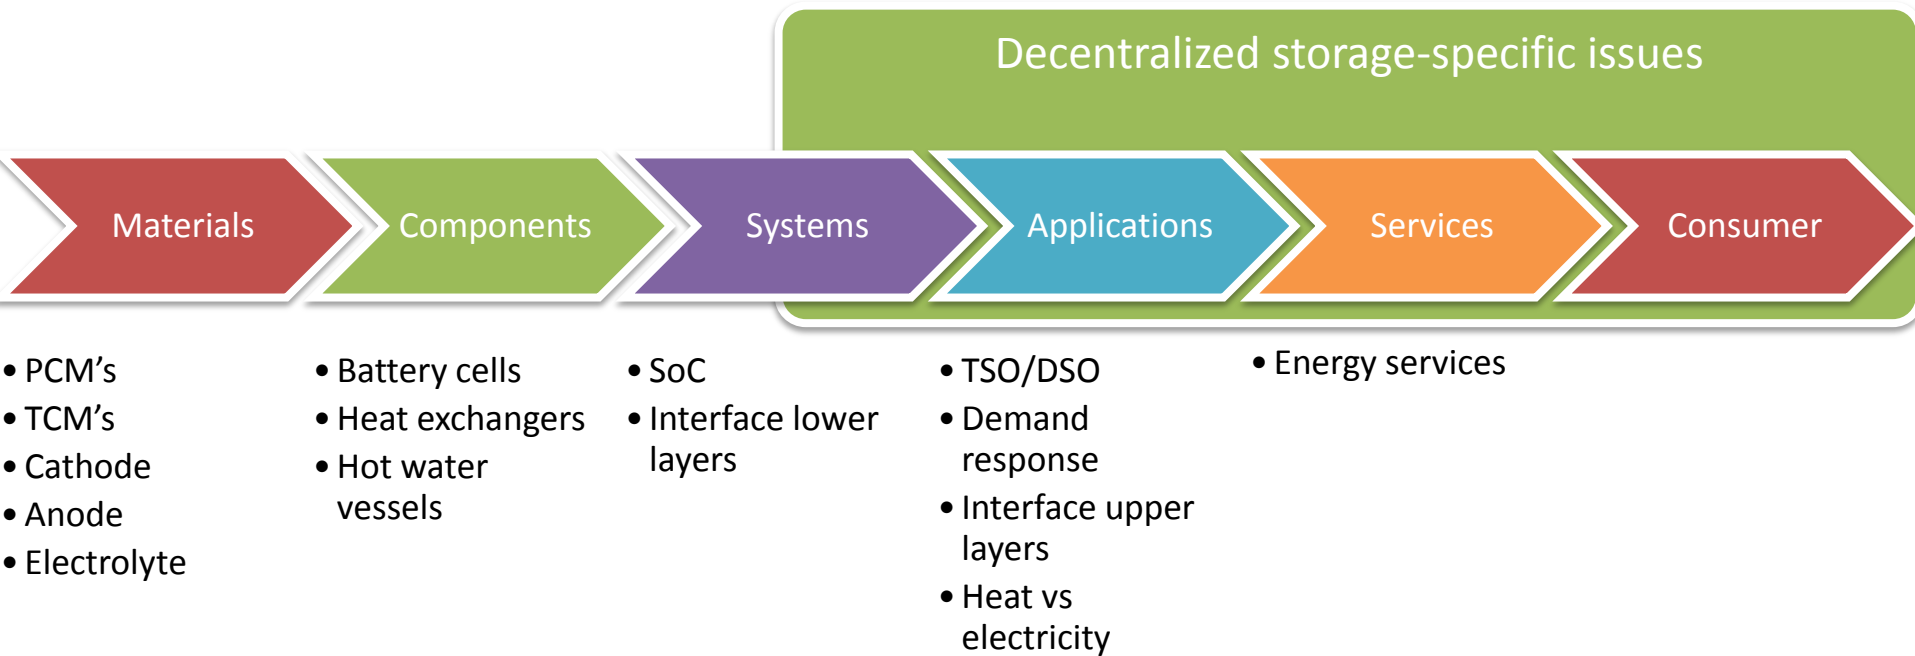 Decentralized storage-specific issues
Materials
Components
Systems
Applications
Services
Consumer
• PCM’s
• TCM’s
• Cathode
• Anode
• Electrolyte
• Battery cells
• Heat exchangers
• Hot water
vessels
• SoC
• Interface lower
layers
• TSO/DSO
• Demand
response
• Interface upper
layers
• Heat vs
electricity
• Energy services